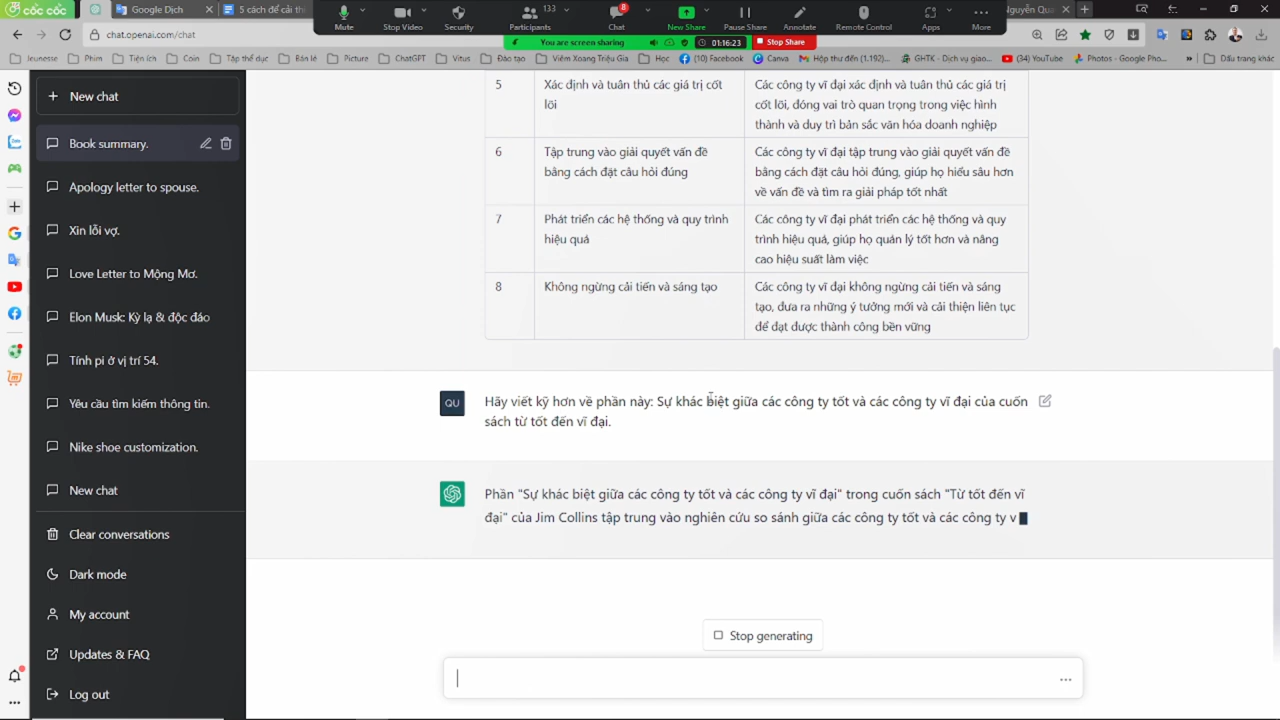 cốc cốc
Google Dịch
5 cách để cải thi
133
8
Mute
Stop Video
Security
Participants
Chat
New Share
Pause Share
Annotate
Remote Control
Apps
More
Nguyễn Qua
You are screen sharing
01:16:23
Stop Share
chat.openai.com/chat
Jeunesse
Phim
Tiện ích
Coin
Tập thể dục
Bán lẻ
Picture
ChatGPT
Vitus
Đào tạo
Viêm Xoang Triệu Gia
Học
(10) Facebook
Canva
Hộp thư đến (1.192)...
GHTK - Dịch vụ giao...
(34) YouTube
Photos - Google Pho...
Dấu trang khác
New chat
Book summary.
Apology letter to spouse.
Xin lỗi vợ.
Love Letter to Mộng Mơ.
Elon Musk: Kỳ lạ & độc đáo
Tính pi ở vị trí 54.
Yêu cầu tìm kiếm thông tin.
Nike shoe customization.
New chat
Clear conversations
Dark mode
My account
Updates & FAQ
Log out
5
Xác định và tuân thủ các giá trị cốt
lõi
Các công ty vĩ đại xác định và tuân thủ các giá trị
cốt lõi, đóng vai trò quan trọng trong việc hình
thành và duy trì bản sắc văn hóa doanh nghiệp
6
Tập trung vào giải quyết vấn đề
bằng cách đặt câu hỏi đúng
Các công ty vĩ đại tập trung vào giải quyết vấn đề
bằng cách đặt câu hỏi đúng, giúp họ hiểu sâu hơn
về vấn đề và tìm ra giải pháp tốt nhất
7
Phát triển các hệ thống và quy trình
hiệu quả
Các công ty vĩ đại phát triển các hệ thống và quy
trình hiệu quả, giúp họ quản lý tốt hơn và nâng
cao hiệu suất làm việc
8
Không ngừng cải tiến và sáng tạo
Các công ty vĩ đại không ngừng cải tiến và sáng
tạo, đưa ra những ý tưởng mới và cải thiện liên tục
để đạt được thành công bền vững
QU
Hãy viết kỹ hơn về phần này: Sự khác biệt giữa các công ty tốt và các công ty vĩ đại của cuốn
sách từ tốt đến vĩ đại.
Phần "Sự khác biệt giữa các công ty tốt và các công ty vĩ đại" trong cuốn sách "Từ tốt đến vĩ
đại" của Jim Collins tập trung vào nghiên cứu so sánh giữa các công ty tốt và các công ty v
Stop generating